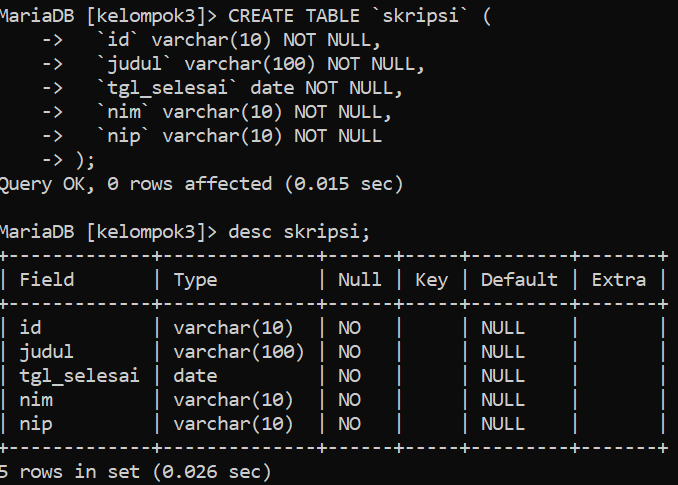 MariaDB [kelompok3]> CREATE TABLE `skripsi` (
    ->   `id` varchar(10) NOT NULL,
    ->   `judul` varchar(100) NOT NULL,
    ->   `tgl_selesai` date NOT NULL,
    ->   `nim` varchar(10) NOT NULL,
    ->   `nip` varchar(10) NOT NULL
    -> );
Query OK, 0 rows affected (0.015 sec)

MariaDB [kelompok3]> desc skripsi;
+-------------+--------------+------+-----+---------+-------+
| Field       | Type         | Null | Key | Default | Extra |
+-------------+--------------+------+-----+---------+-------+
| id          | varchar(10)  | NO   |     | NULL    |       |
| judul       | varchar(100) | NO   |     | NULL    |       |
| tgl_selesai | date         | NO   |     | NULL    |       |
| nim         | varchar(10)  | NO   |     | NULL    |       |
| nip         | varchar(10)  | NO   |     | NULL    |       |
+-------------+--------------+------+-----+---------+-------+
5 rows in set (0.026 sec)